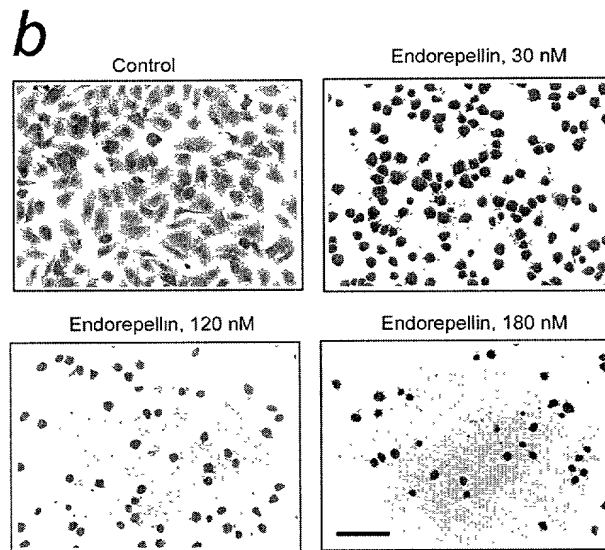 b
Control
Endorepellin, 30 nM
Endorepellin, 120 nM
Endorepellin, 180 nM